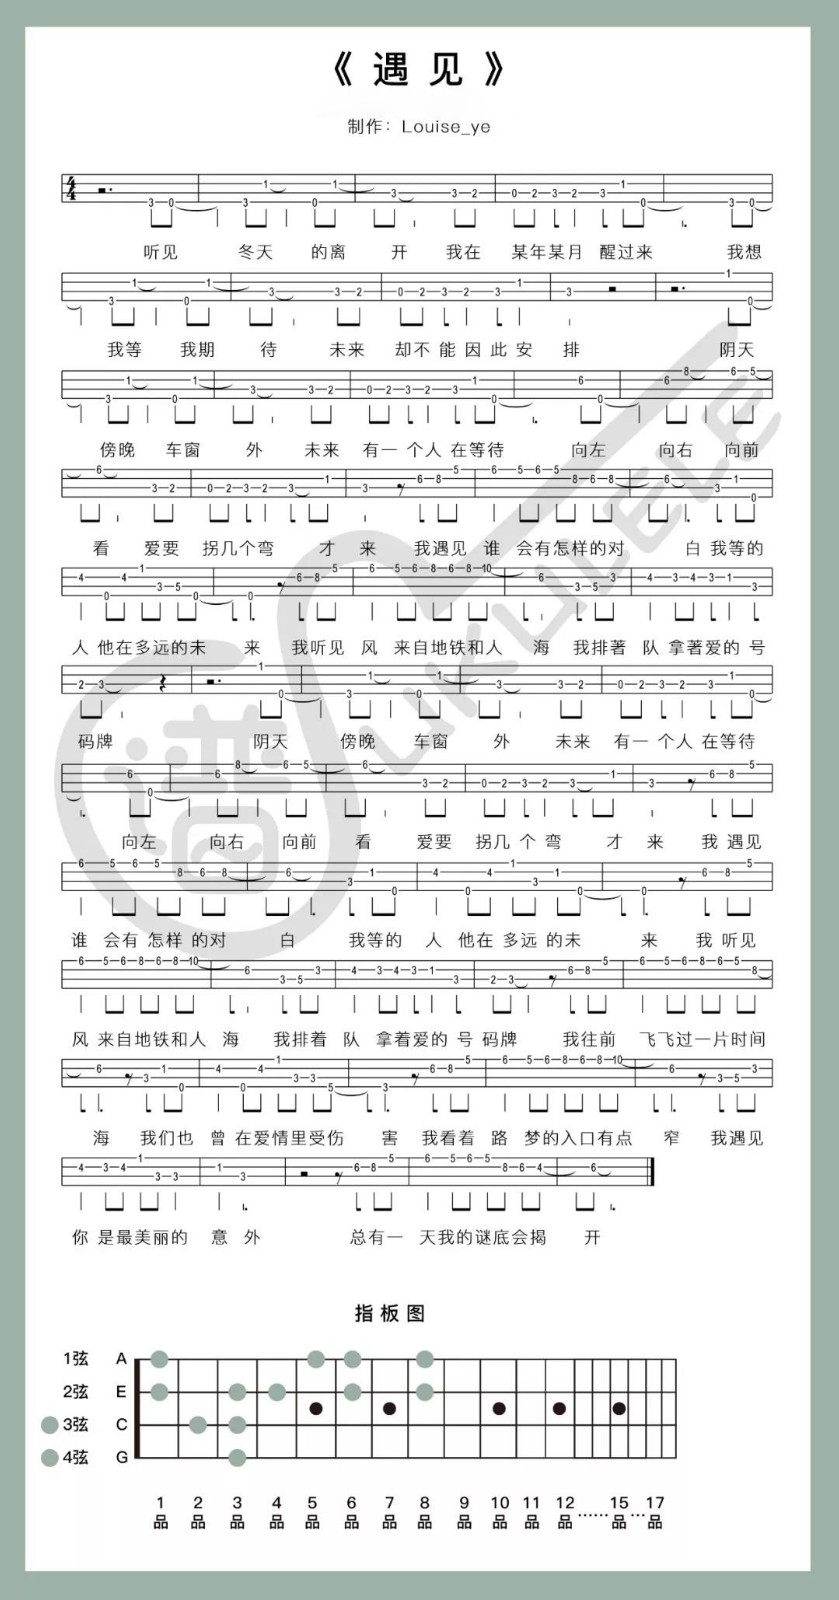 《 遇 见 》
制作：Louise_ye
听见 冬天 的离 开 我在 某年某月 醒过来 我想
我等 我期 待 未来 却不能因此安 排 阴天
傍晚 车窗 外 未来 有一 个人 在等待 向左 向右 向前
看 爱要 拐几个弯 才 来 我遇见 谁 会有怎样的对 白 我等的
人 他在多远的未 来 我听见 风 来自地铁和人 海 我排著 队 拿著爱的 号
码牌 阴天 傍晚 车窗 外 未来 有一 个人 在等待
向左 向右 向前 看 爱要 拐几 个 弯 才 来 我 遇见
谁 会有 怎样 的对 白 我等的 人 他在 多远 的未 来 我 听见
风 来自地铁和人 海 我排着 队 拿着爱的 号 码牌 我往前 飞飞过一片时间
海 我们也 曾 在爱情里受伤 害 我看着 路 梦的入口有点 窄 我遇见
你 是最美丽的 意 外 总有一 天我的谜底会揭 开
指 板 图
1弦 A
2弦 E
3弦 C
4弦 G
1 2 3 4 5 6 7 8 9 10 11 12 15 17
品 品 品 品 品 品 品 品 品 品 品 品 ...... 品 ... 品
谱 UKULELE